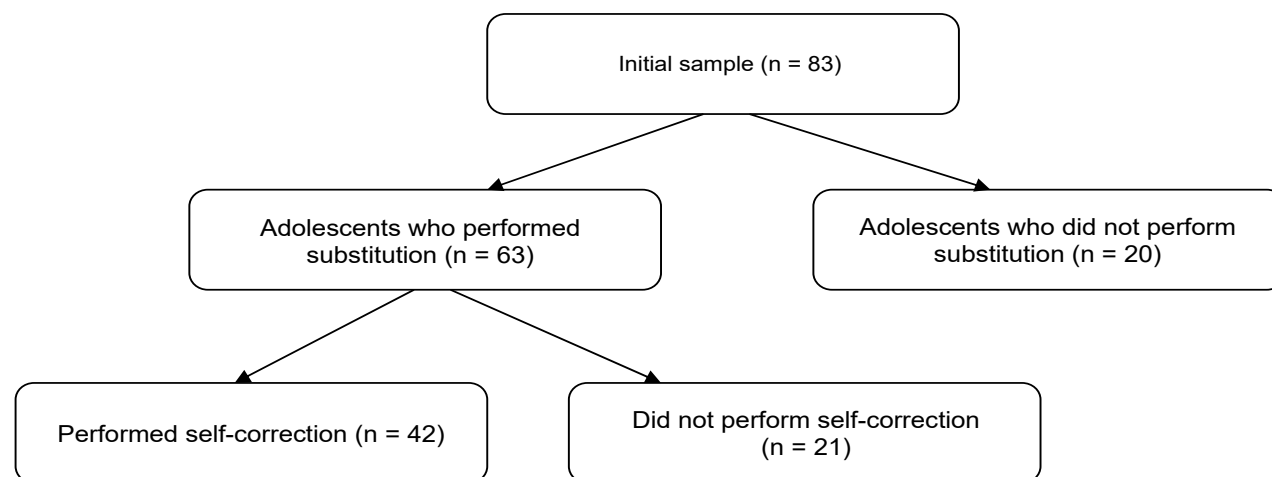 Initial sample (n = 83)
Adolescents who performed
substitution (n = 63)
Adolescents who did not perform
substitution (n = 20)
Performed self-correction (n = 42)
Did not perform self-correction
(n = 21)